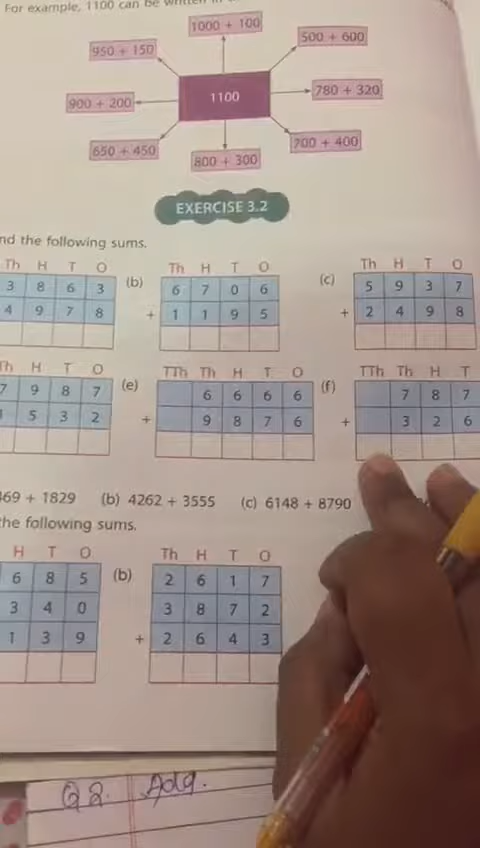 For example, 1100 can be written in
1000 + 100
950 + 150
500 + 600
900 + 200
1100
780 + 320
650 + 450
800 + 300
700 + 400
EXERCISE 3.2
the following sums.
Th H T O
3 8 6 3
4 9 7 8
(b) Th H T O
6 7 0 6
+ 1 1 9 5
(c) Th H T O
5 9 3 7
+ 2 4 9 8
Th H T O
7 9 8 7
5 3 2
(e) TTh Th H T O
6 6 6 6
+ 9 8 7 6
(f) TTh Th H T
7 8 7
+ 3 2 6
69 + 1829 (b) 4262 + 3555 (c) 6148 + 8790
the following sums.
H T O
6 8 5
3 4 0
1 3 9
(b) Th H T O
2 6 1 7
3 8 7 2
+ 2 6 4 3
Q2. Add.